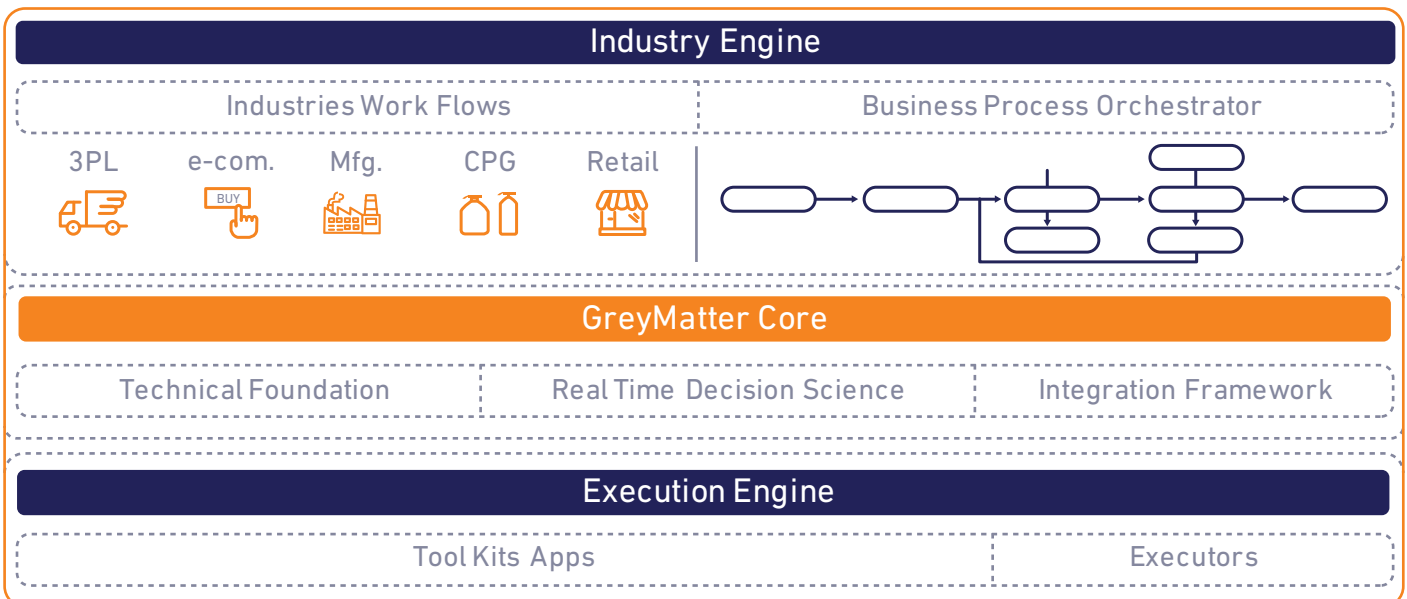 Industry Engine
Industries Work Flows
Business Process Orchestrator
3PL
e-com.
Mfg.
CPG
Retail
BUY
GreyMatter Core
Technical Foundation
Real Time Decision Science
Integration Framework
Execution Engine
Tool Kits Apps
Executors